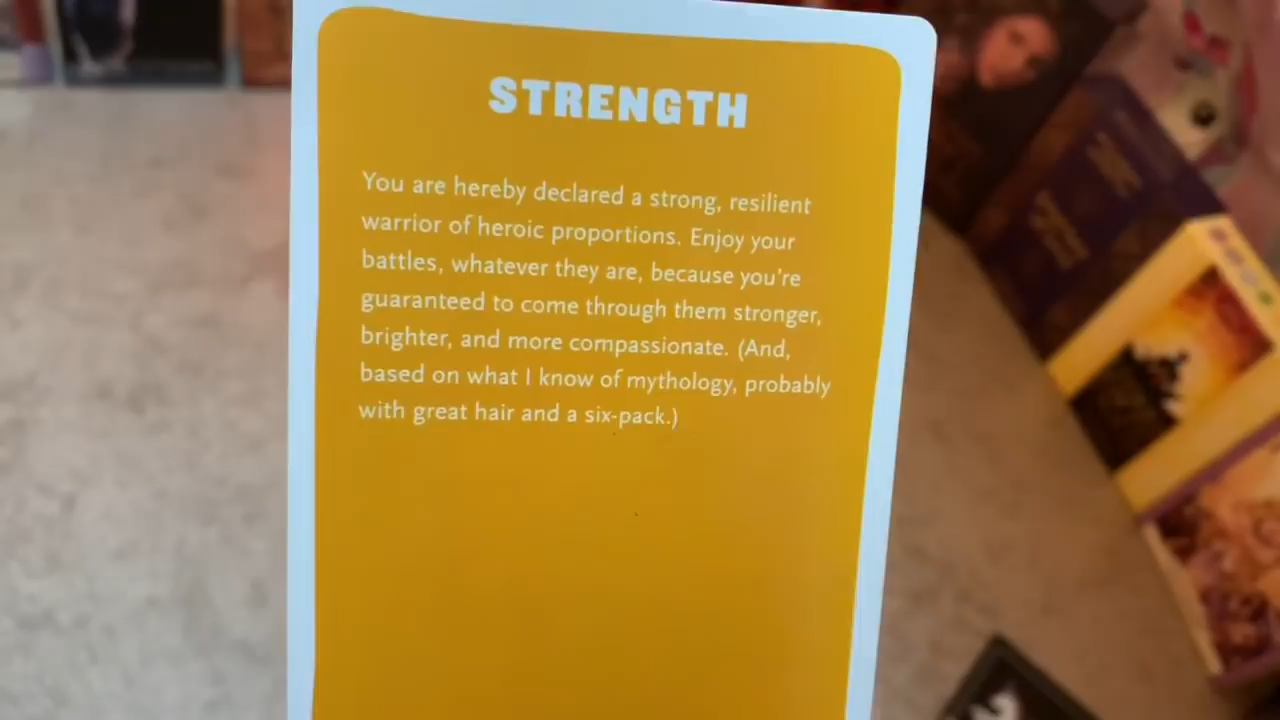 STRENGTH
You are hereby declared a strong, resilient
warrior of heroic proportions. Enjoy your
battles, whatever they are, because you're
guaranteed to come through them stronger,
brighter, and more compassionate. (And,
based on what I know of mythology, probably
with great hair and a six-pack.)